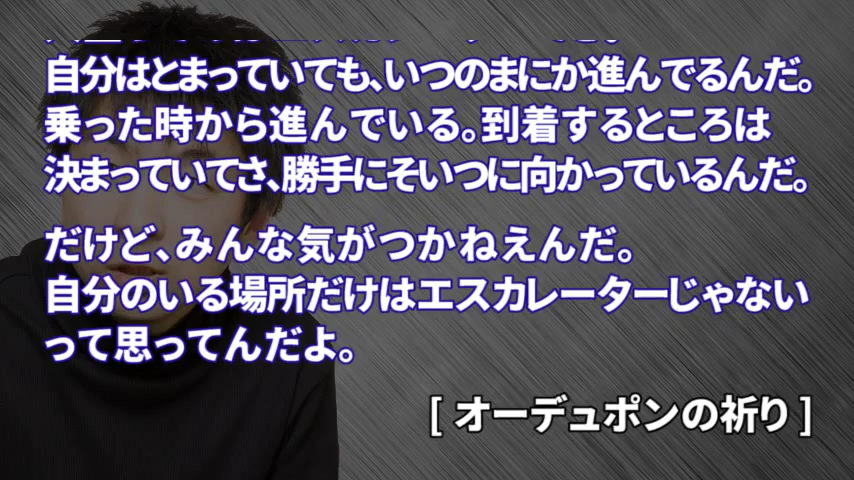 自分はとまっていても、いつのまにか進んでるんだ。
乗った時から進んでいる。到着するところは
決まっていてさ、勝手にそいつに向かっているんだ。
だけど、みんな気がつかねえんだ。
自分のいる場所だけはエスカレーターじゃない
って思ってんだよ。
[ オーデュポンの祈り ]